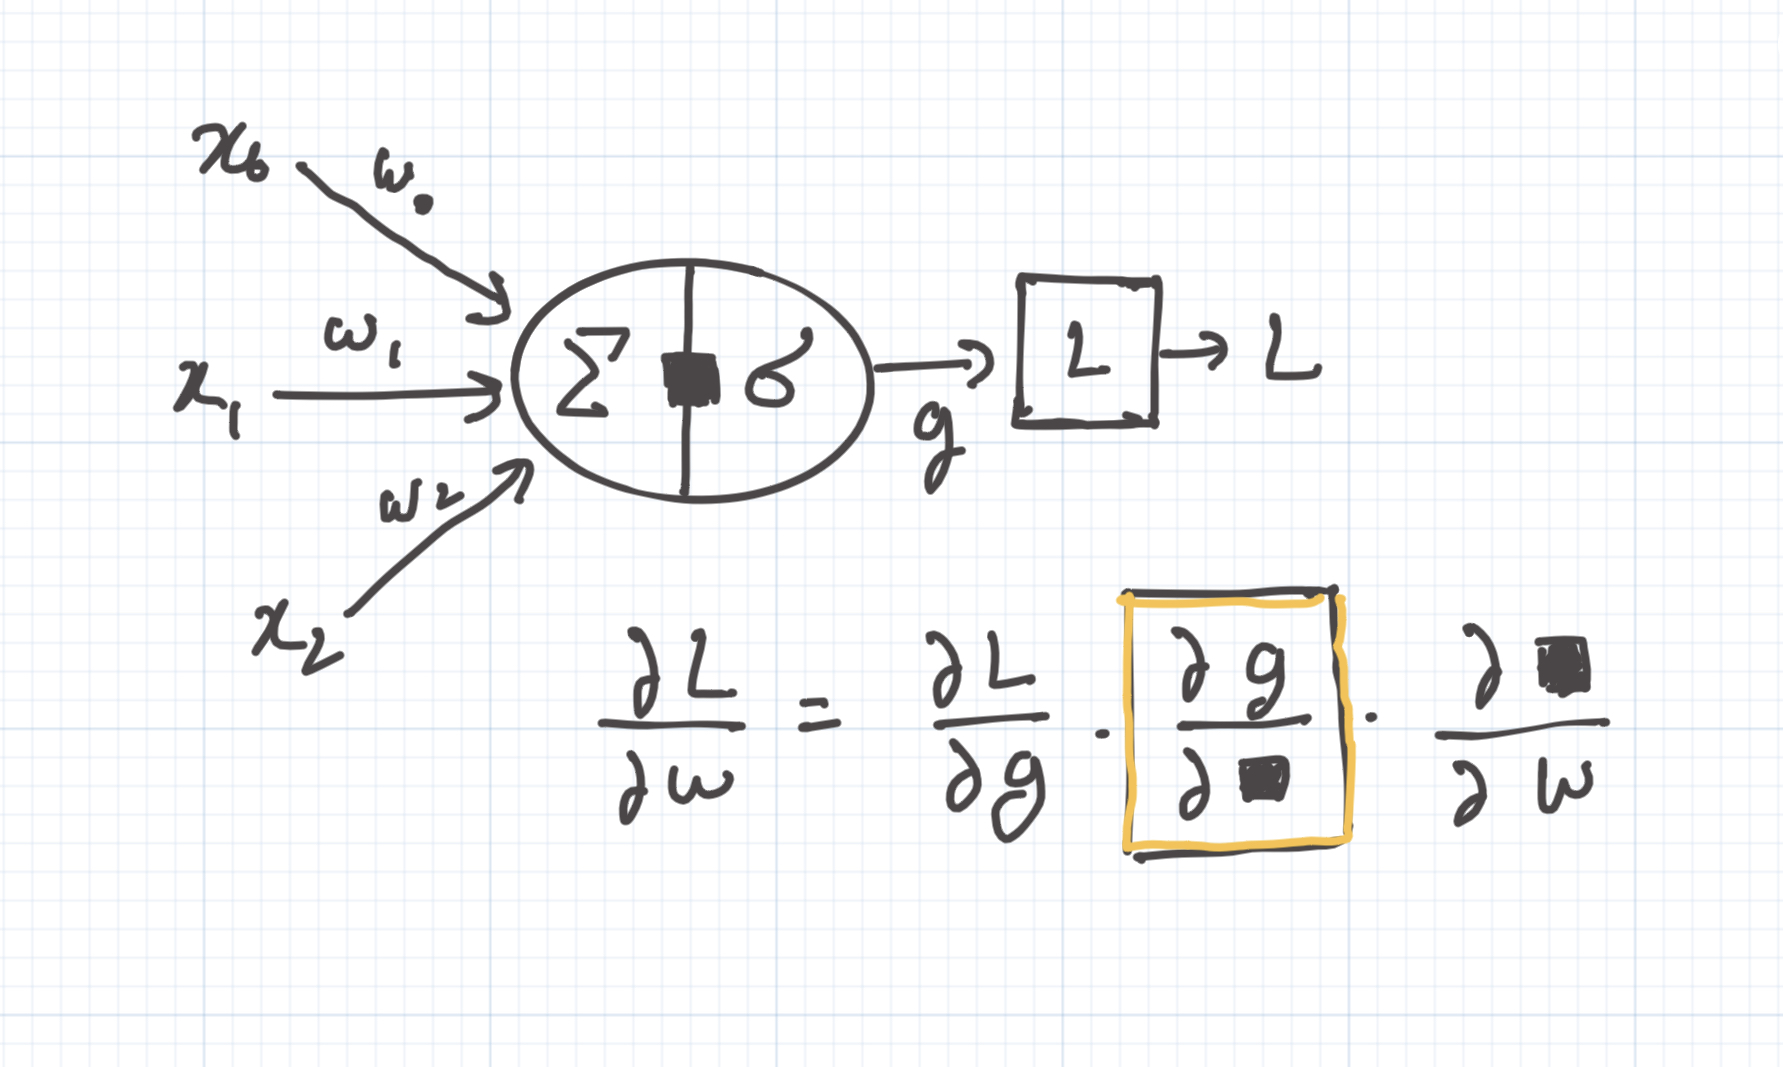 x₀ w₀
w₁
x₁ Σ ■ σ g L L
w₂
x₂
∂L/∂w = ∂L/∂g · ∂g/∂■ · ∂■/∂w